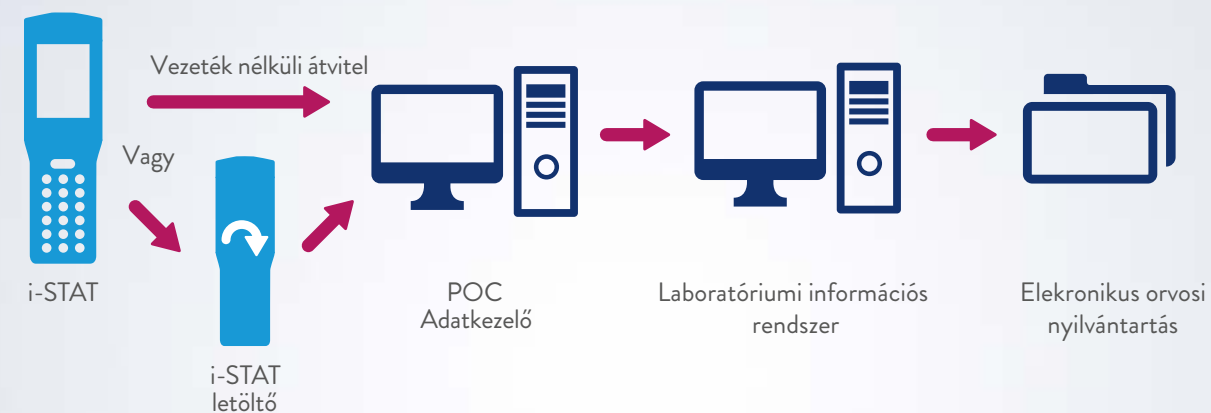 Vezeték nélküli átvitel
Vagy
i-STAT
i-STAT
letöltő
POC
Adatkezelő
Laboratóriumi információs
rendszer
Elekronikus orvosi
nyilvántartás